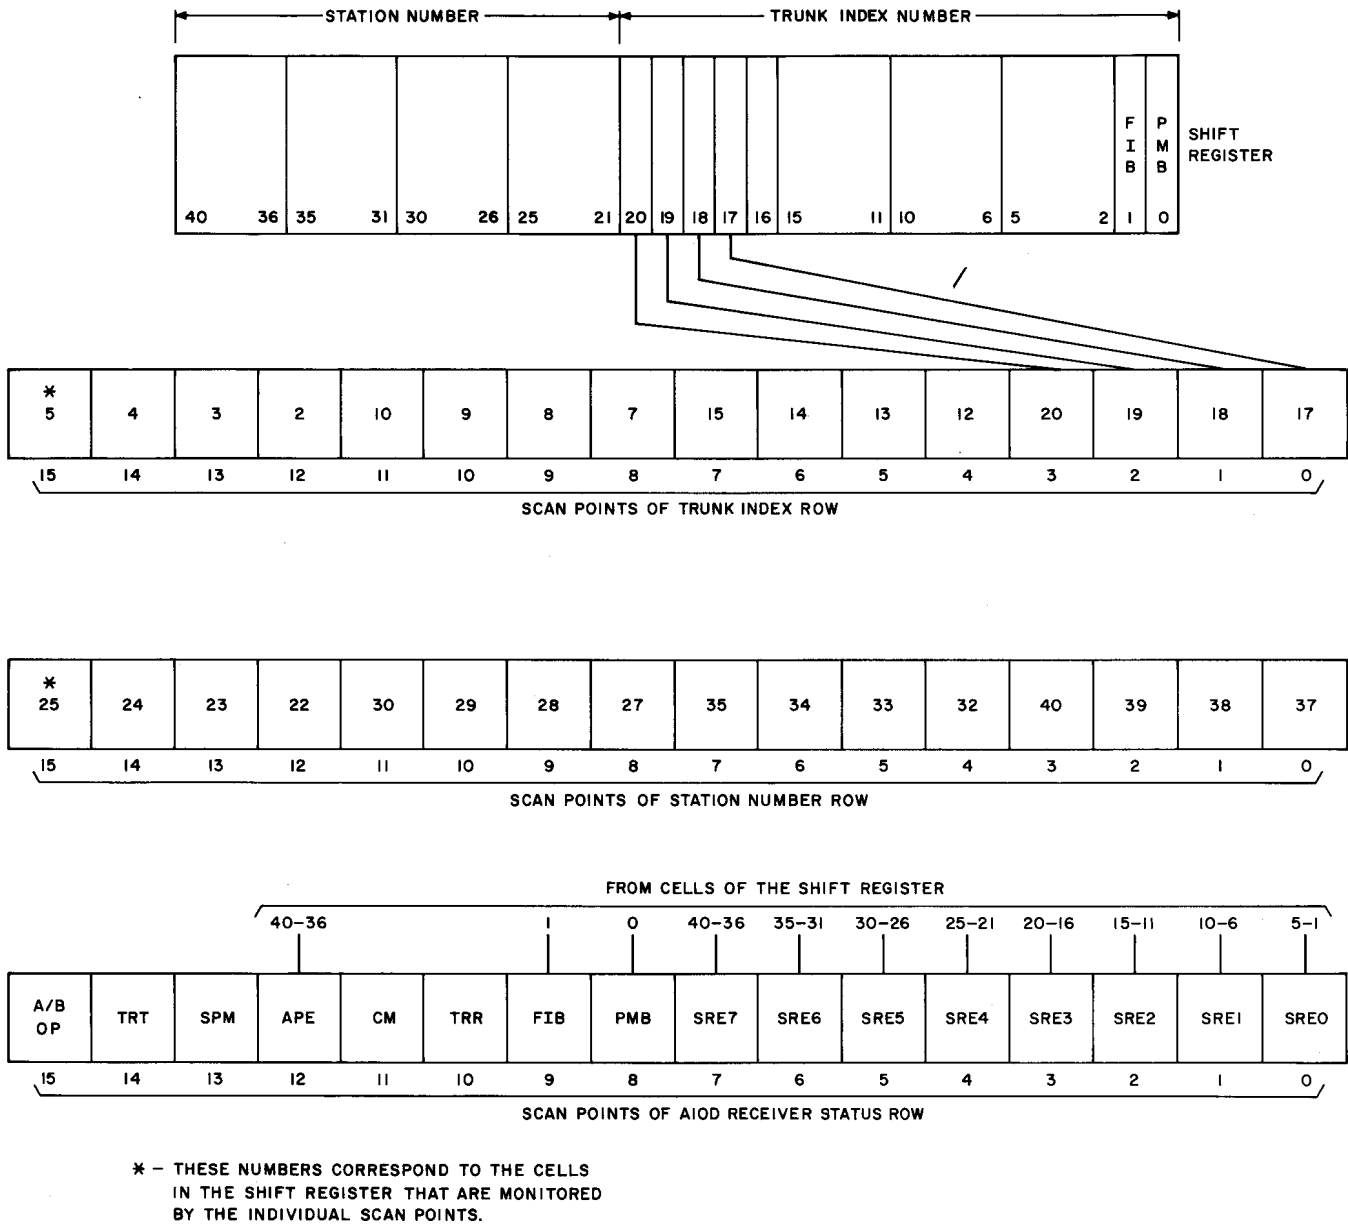 STATION NUMBER TRUNK INDEX NUMBER
F I B
P M B
SHIFT
REGISTER
40 36 35 31 30 26 25 21 20 19 18 17 16 15 11 10 6 5 2 1 0
*
5 4 3 2 10 9 8 7 15 14 13 12 20 19 18 17
15 14 13 12 11 10 9 8 7 6 5 4 3 2 1 0
SCAN POINTS OF TRUNK INDEX ROW
*
25 24 23 22 30 29 28 27 35 34 33 32 40 39 38 37
15 14 13 12 11 10 9 8 7 6 5 4 3 2 1 0
SCAN POINTS OF STATION NUMBER ROW
FROM CELLS OF THE SHIFT REGISTER
40-36 1 0 40-36 35-31 30-26 25-21 20-16 15-11 10-6 5-1
A/B
OP TRT SPM APE CM TRR FIB PMB SRE7 SRE6 SRE5 SRE4 SRE3 SRE2 SRE1 SRE0
15 14 13 12 11 10 9 8 7 6 5 4 3 2 1 0
SCAN POINTS OF AIOD RECEIVER STATUS ROW
* - THESE NUMBERS CORRESPOND TO THE CELLS
IN THE SHIFT REGISTER THAT ARE MONITORED
BY THE INDIVIDUAL SCAN POINTS.